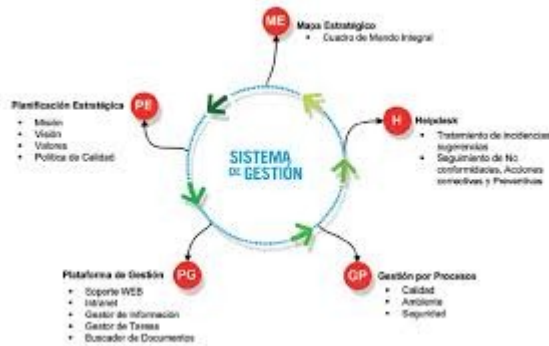 ME
Mapa Estratégico
Cuadro de Mando Integral
PE
Planificación Estratégica
Misión
Visión
Valores
Política de Calidad
H
Helpdesk
Tratamiento de incidencias
sugerencias
Seguimiento de No
conformidades, Acciones
correctivas y Preventivas
SISTEMA
DE GESTIÓN
Plataforma de Gestión
PG
Soporte WEB
Intranet
Gestor de Información
Gestor de Tareas
Buscador de Documentos
GP
Gestión por Procesos
Calidad
Ambiente
Seguridad